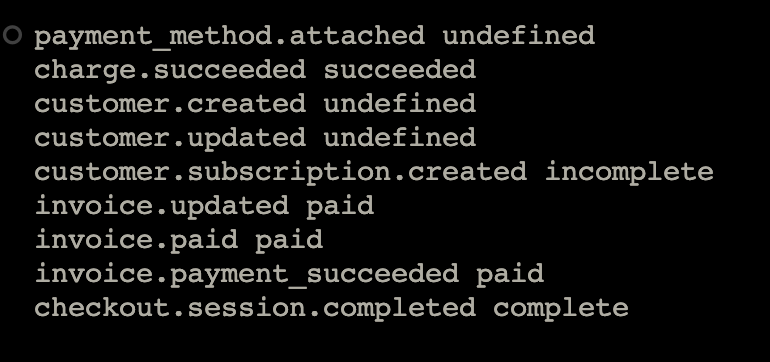 payment_method.attached undefined
charge.succeeded succeeded
customer.created undefined
customer.updated undefined
customer.subscription.created incomplete
invoice.updated paid
invoice.paid paid
invoice.payment_succeeded paid
checkout.session.completed complete